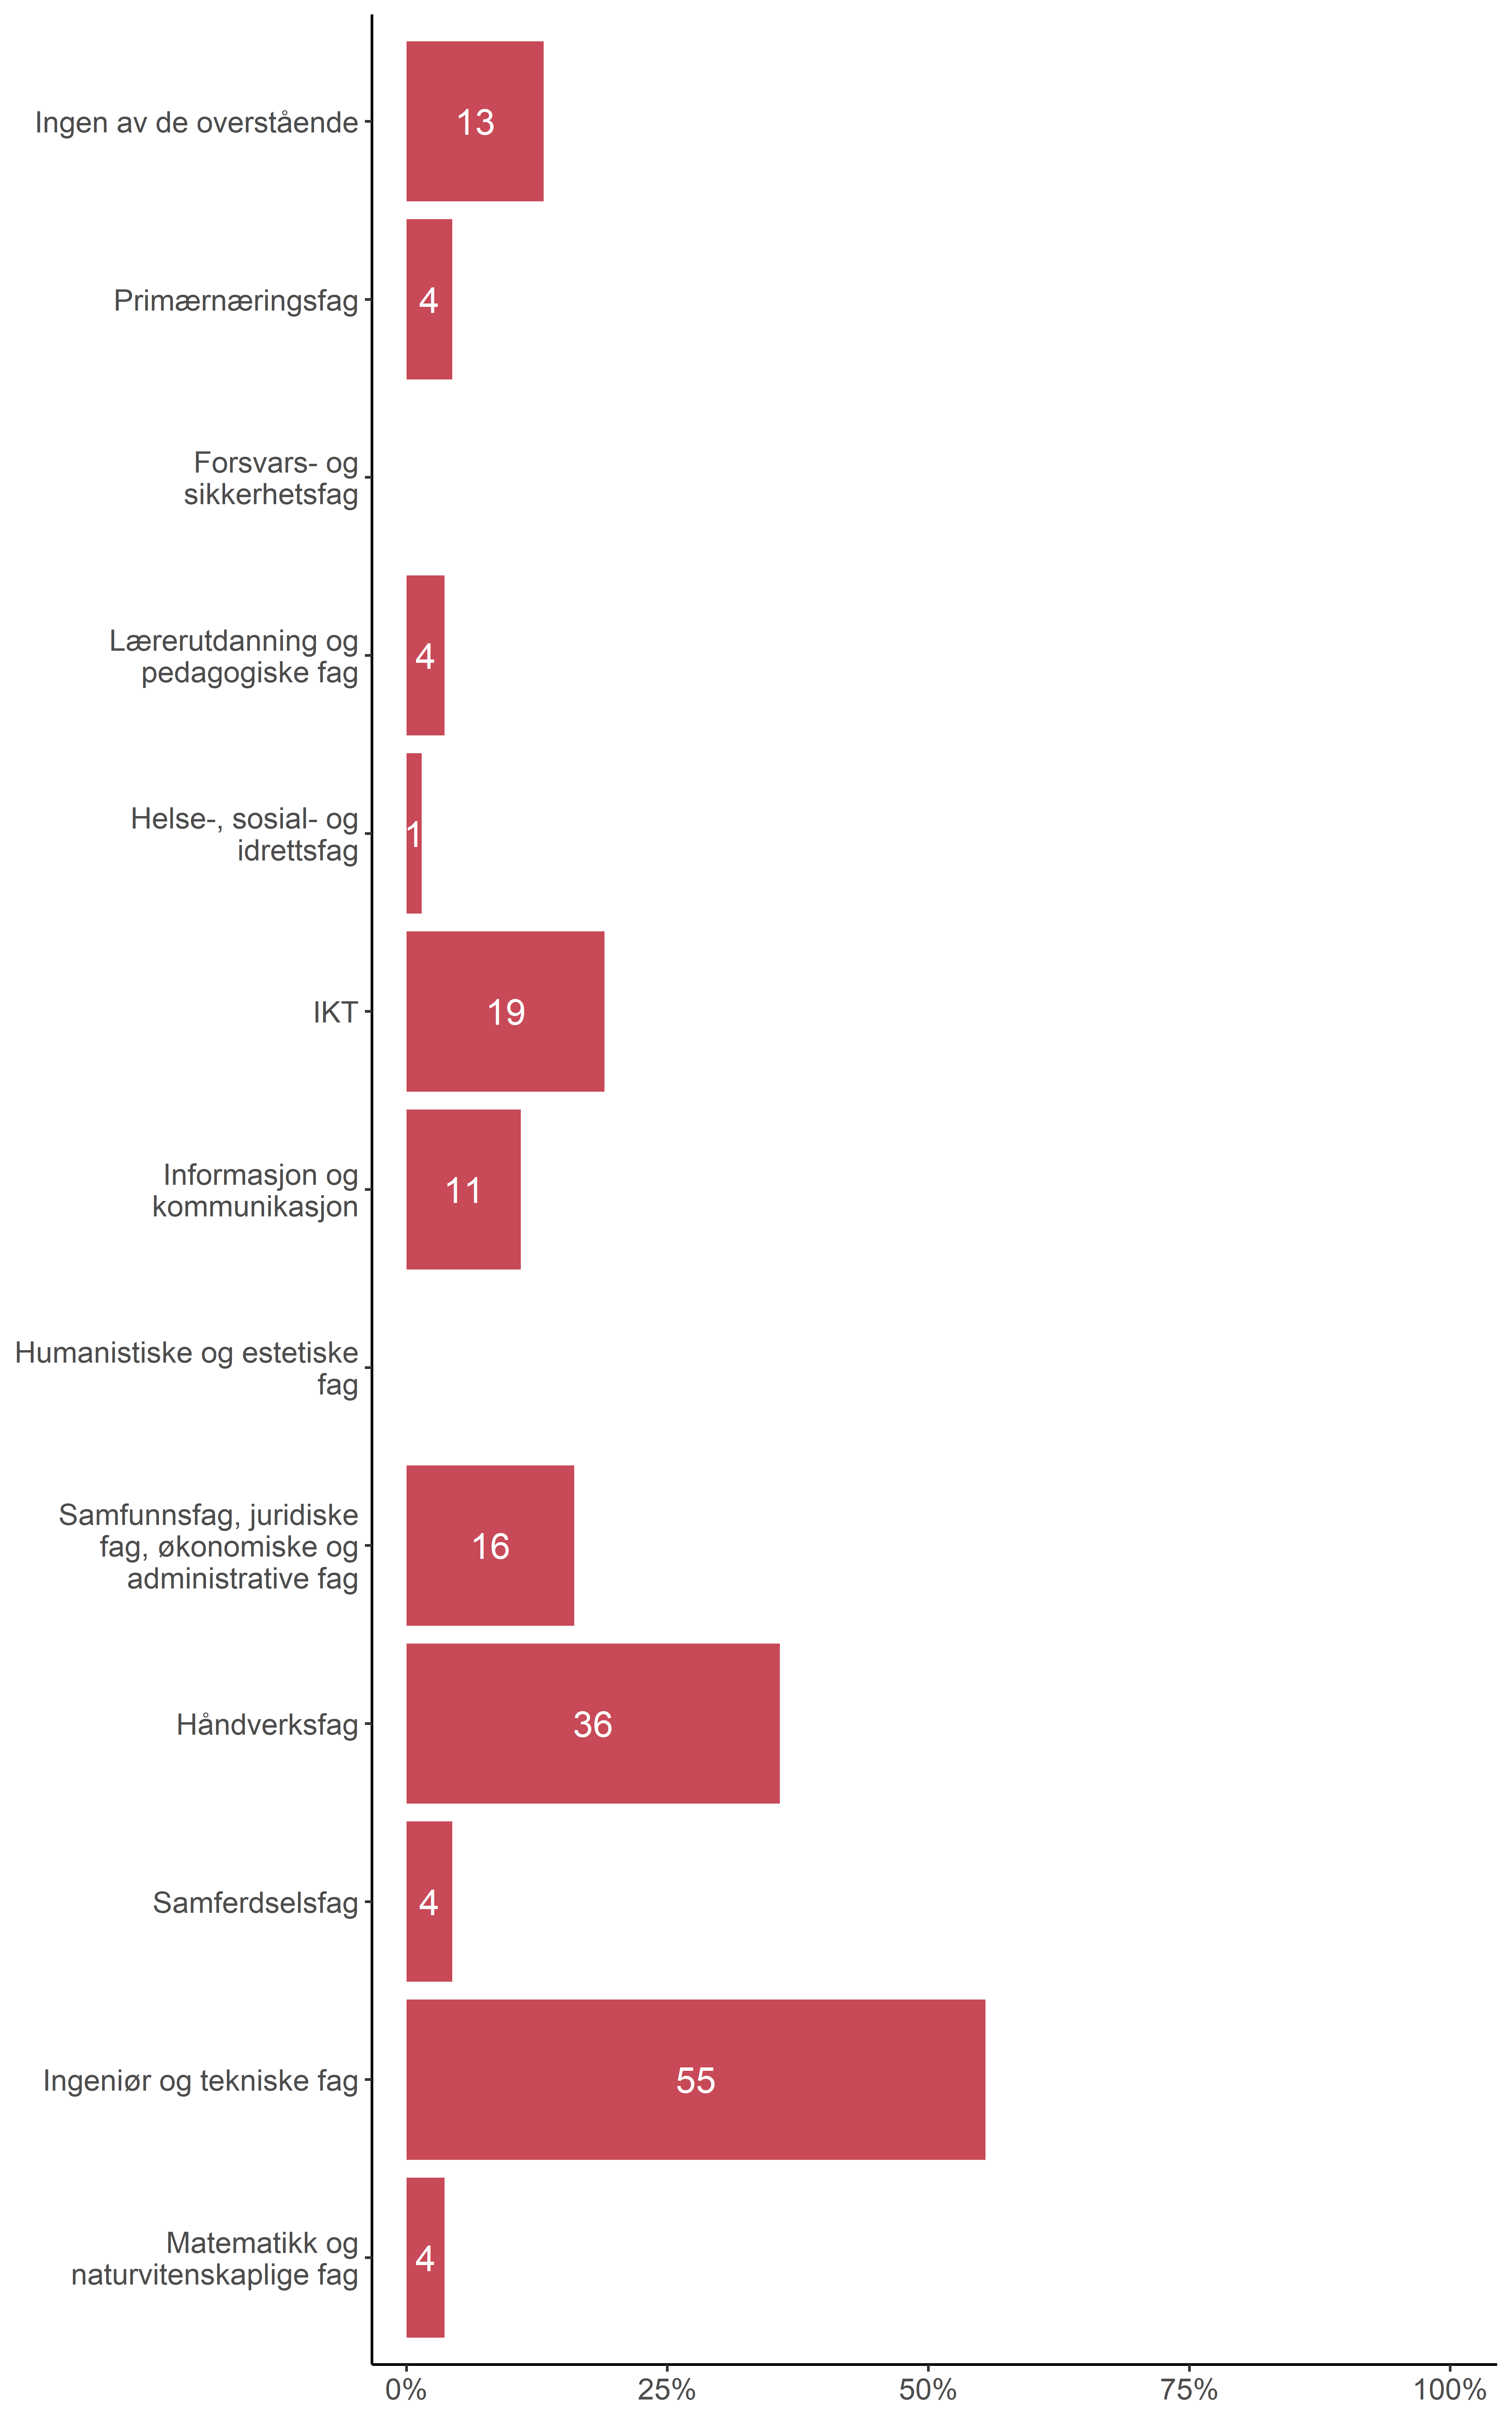 Ingen av de overstående
13
Primærnæringsfag
4
Forsvars- og
sikkerhetsfag
Lærerutdanning og
pedagogiske fag
4
Helse-, sosial- og
idrettsfag
1
IKT
19
Informasjon og
kommunikasjon
11
Humanistiske og estetiske
fag
Samfunnsfag, juridiske
fag, økonomiske og
administrative fag
16
Håndverksfag
36
Samferdselsfag
4
Ingeniør og tekniske fag
55
Matematikk og
naturvitenskaplige fag
4
0% 25% 50% 75% 100%